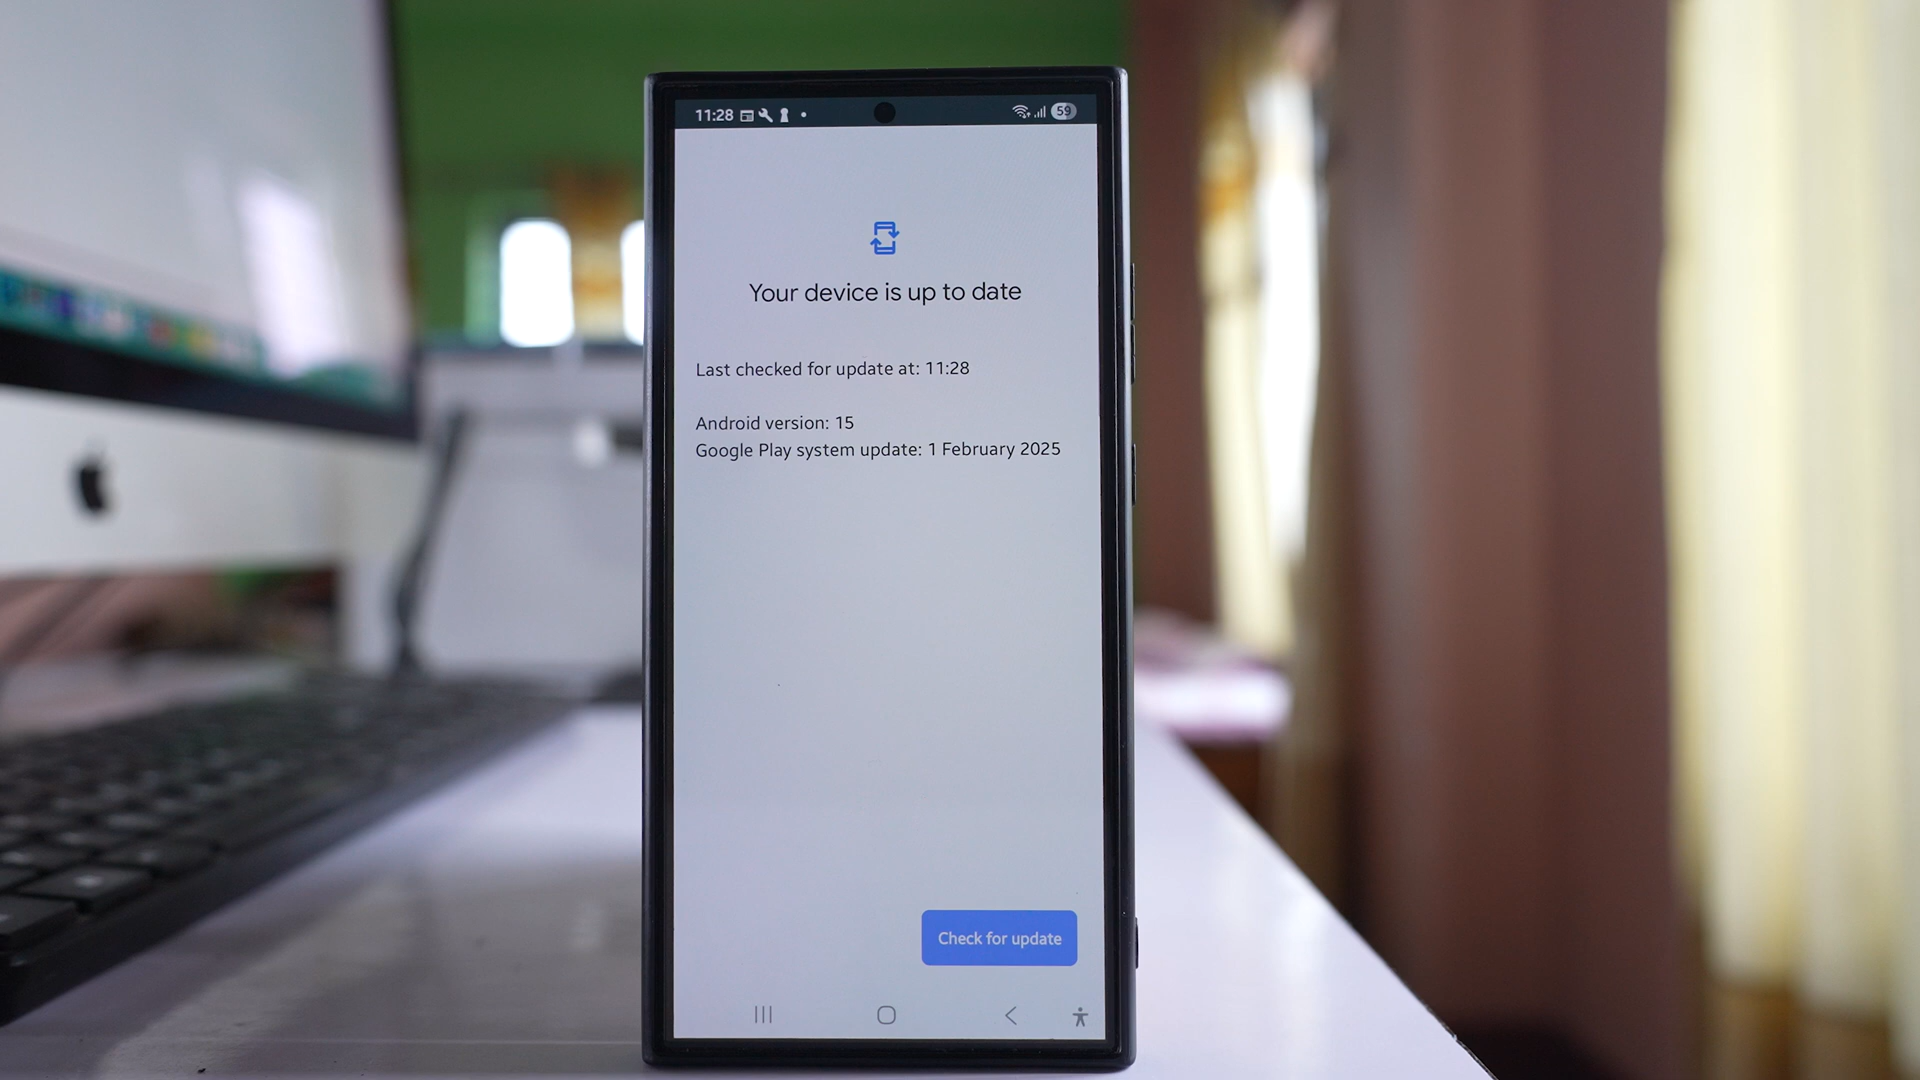 11:28
59
Your device is up to date
Last checked for update at: 11:28
Android version: 15
Google Play system update: 1 February 2025
Check for update